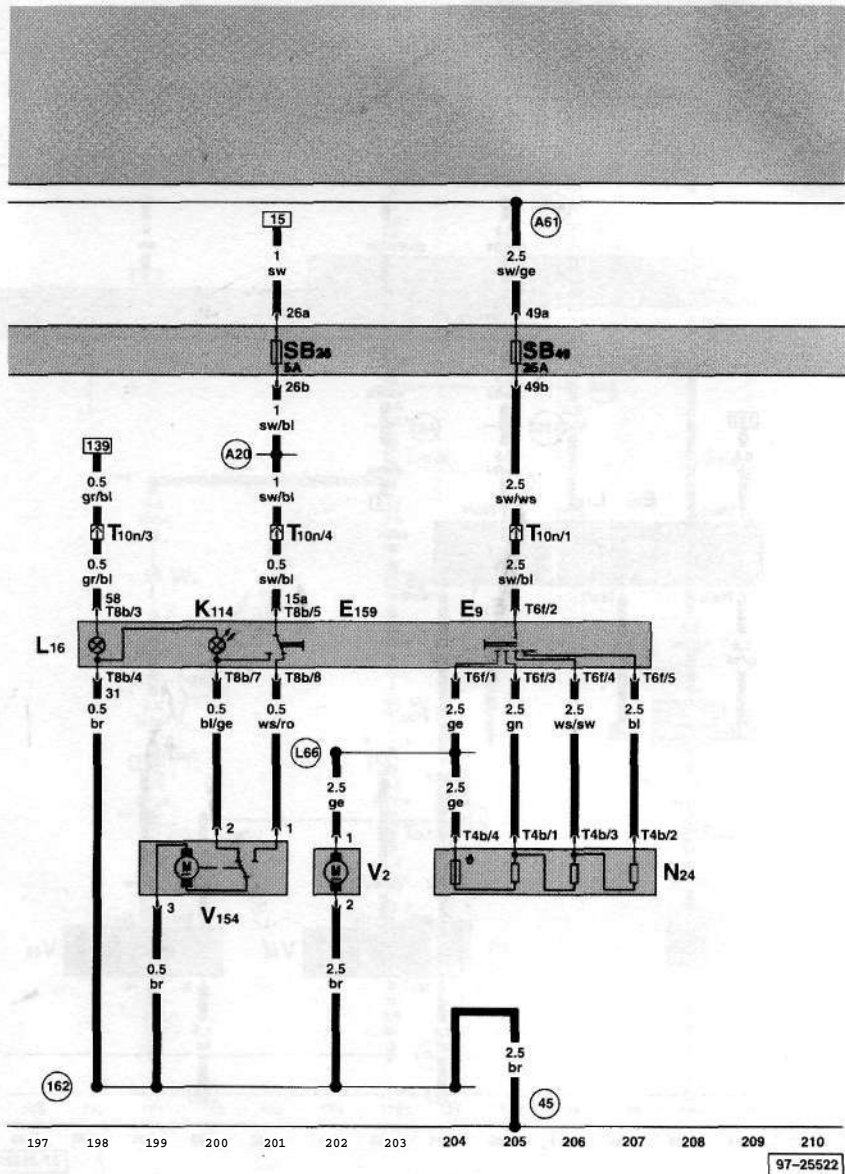 15
A61
1
sw
2.5
sw/ge
26a
49a
SB26
5A
SB49
25A
26b
49b
1
sw/bl
139
A20
0.5
gr/bl
1
sw/bl
2.5
sw/ws
T10n/3
T10n/4
T10n/1
0.5
gr/bl
0.5
sw/bl
2.5
sw/bl
58
T8b/3
K114
15a
T8b/5
E159
E9
T6f/2
L16
T8b/4
31
T8b/7
T8b/8
T6f/1
T6f/3
T6f/4
T6f/5
0.5
br
0.5
bl/ge
0.5
ws/ro
2.5
ge
2.5
gn
2.5
ws/sw
2.5
bl
L66
2.5
ge
2.5
ge
2
1
1
T4b/4
T4b/1
T4b/3
T4b/2
M
M
V2
N24
3
V154
2
0.5
br
2.5
br
2.5
br
162
45
197 198 199 200 201 202 203 204 205 206 207 208 209 210
97-25522